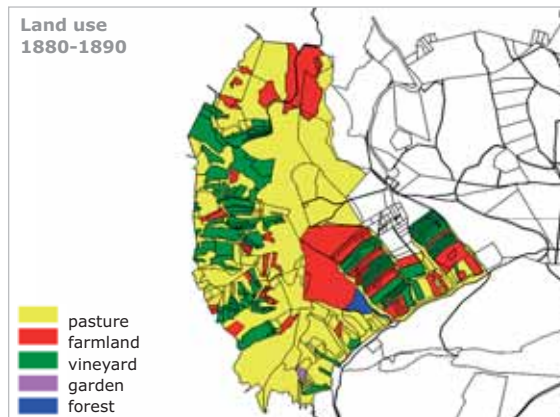 Land use
1880-1890
pasture
farmland
vineyard
garden
forest